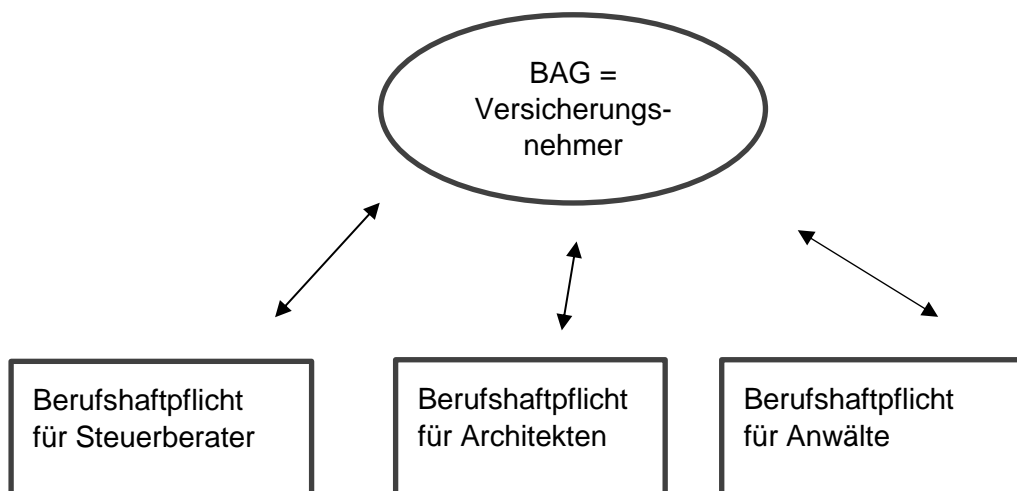 BAG =
Versicherungs-
nehmer
Berufshaftpflicht
für Steuerberater
Berufshaftpflicht
für Architekten
Berufshaftpflicht
für Anwälte